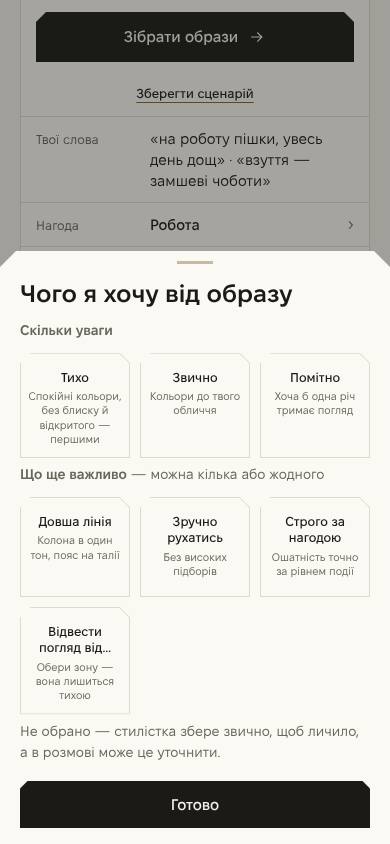 Зібрати образи →
Зберегти сценарій
Твої слова
«на роботу пішки, увесь
день дощ» · «взуття —
замшеві чоботи»
Нагода
Робота
Чого я хочу від образу
Скільки уваги
Тихо
Спокійні кольори,
без блиску й
відкритого —
першими
Звично
Кольори до твого
обличчя
Помітно
Хоча б одна річ
тримає погляд
Що ще важливо — можна кілька або жодного
Довша лінія
Колона в один
тон, пояс на талії
Зручно
рухатись
Без високих
підборів
Строго за
нагодою
Ошатність точно
за рівнем події
Відвести
погляд від…
Обери зону —
вона лишиться
тихою
Не обрано — стилістка збере звично, щоб личило,
а в розмові може це уточнити.
Готово